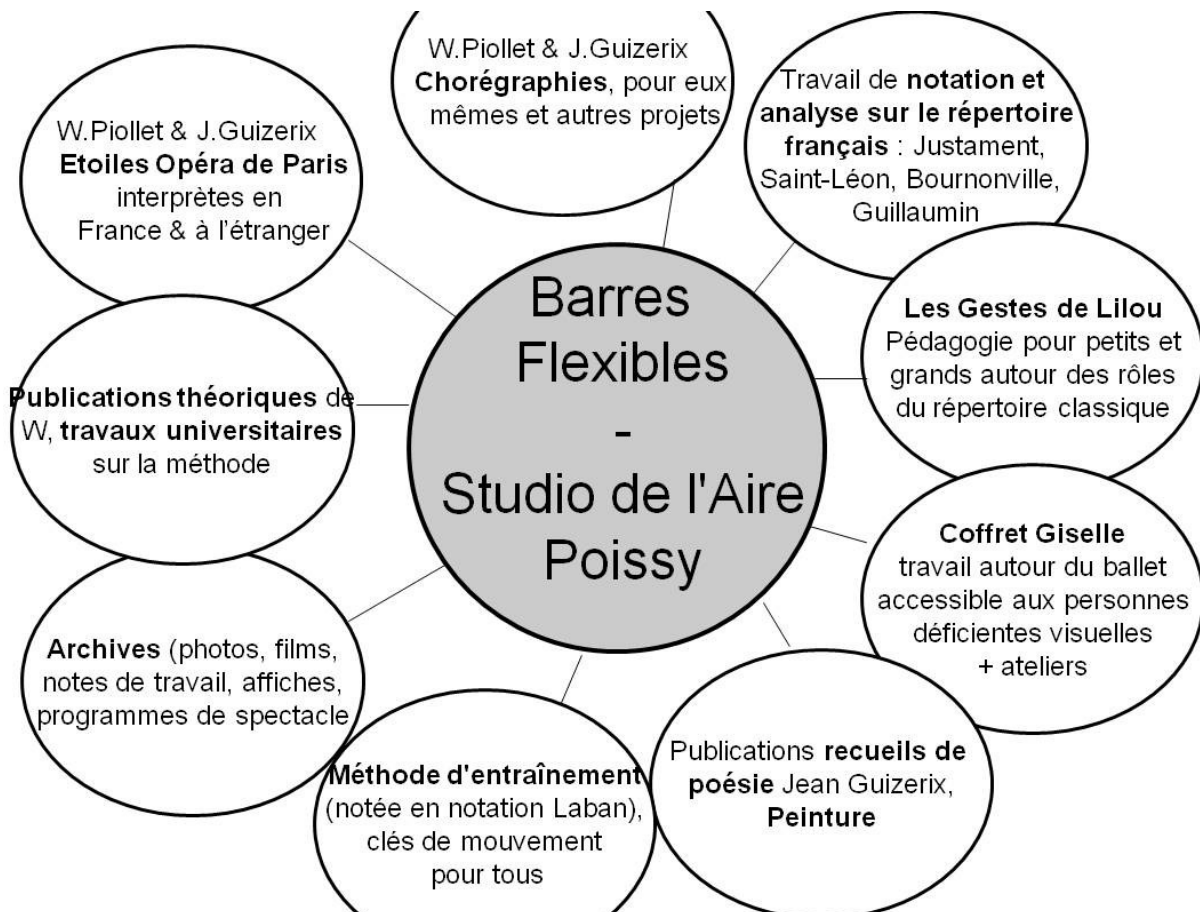 W.Piollet & J.Guizerix
Chorégraphies, pour eux
mêmes et autres projets
Travail de notation et
analyse sur le répertoire
français : Justament,
Saint-Léon, Bournonville,
Guillaumin
W.Piollet & J.Guizerix
Etoiles Opéra de Paris
interprètes en
France & à l'étranger
Barres
Flexibles
-
Studio de l'Aire
Poissy
Les Gestes de Lilou
Pédagogie pour petits et
grands autour des rôles
du répertoire classique
Publications théoriques de
W, travaux universitaires
sur la méthode
Coffret Giselle
travail autour du ballet
accessible aux personnes
déficientes visuelles
+ ateliers
Archives (photos, films,
notes de travail, affiches,
programmes de spectacle
Publications recueils de
poésie Jean Guizerix,
Peinture
Méthode d'entraînement
(notée en notation Laban),
clés de mouvement
pour tous